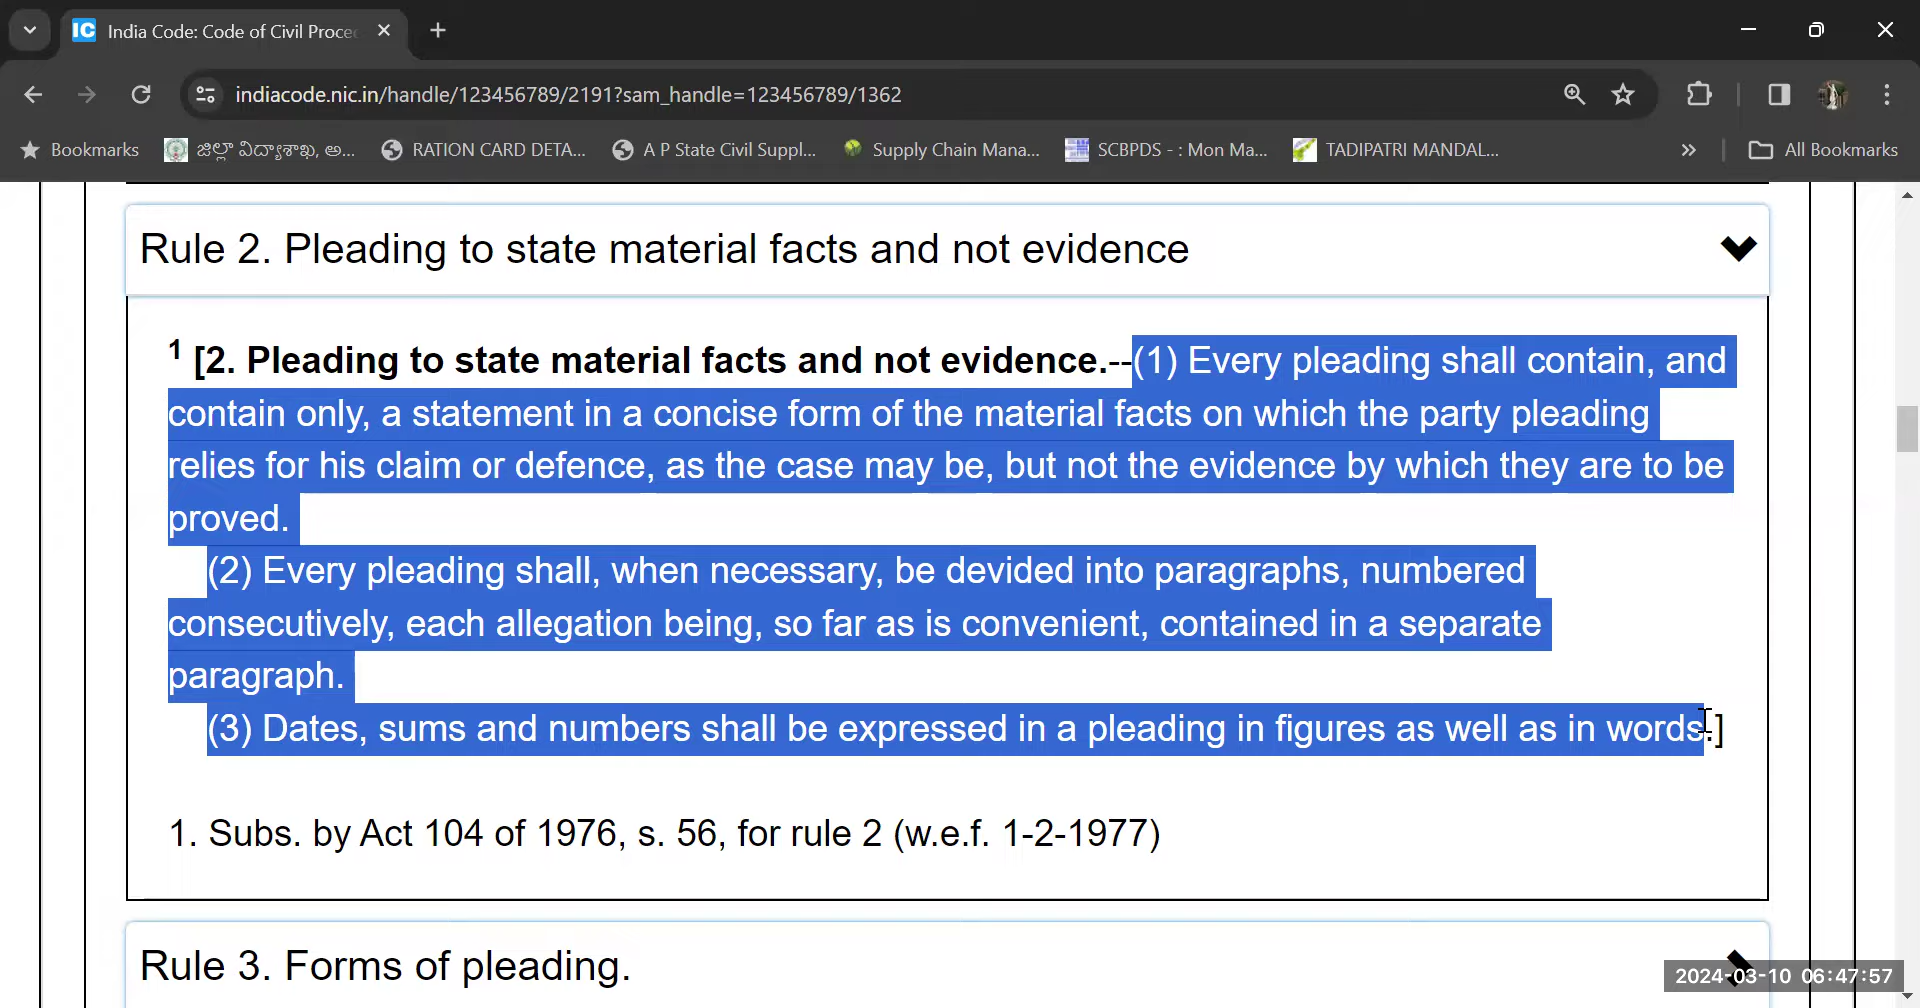 India Code: Code of Civil Proce
indiacode.nic.in/handle/123456789/2191?sam_handle=123456789/1362
Bookmarks
జిల్లా విద్యాశాఖ, అ...
RATION CARD DETA...
A P State Civil Suppl...
Supply Chain Mana...
SCBPDS - : Mon Ma...
TADIPATRI MANDAL...
All Bookmarks
Rule 2. Pleading to state material facts and not evidence
1 [2. Pleading to state material facts and not evidence.--(1) Every pleading shall contain, and
contain only, a statement in a concise form of the material facts on which the party pleading
relies for his claim or defence, as the case may be, but not the evidence by which they are to be
proved.
(2) Every pleading shall, when necessary, be devided into paragraphs, numbered
consecutively, each allegation being, so far as is convenient, contained in a separate
paragraph.
(3) Dates, sums and numbers shall be expressed in a pleading in figures as well as in words.]
1. Subs. by Act 104 of 1976, s. 56, for rule 2 (w.e.f. 1-2-1977)
Rule 3. Forms of pleading.
2024-03-10 06:47:57